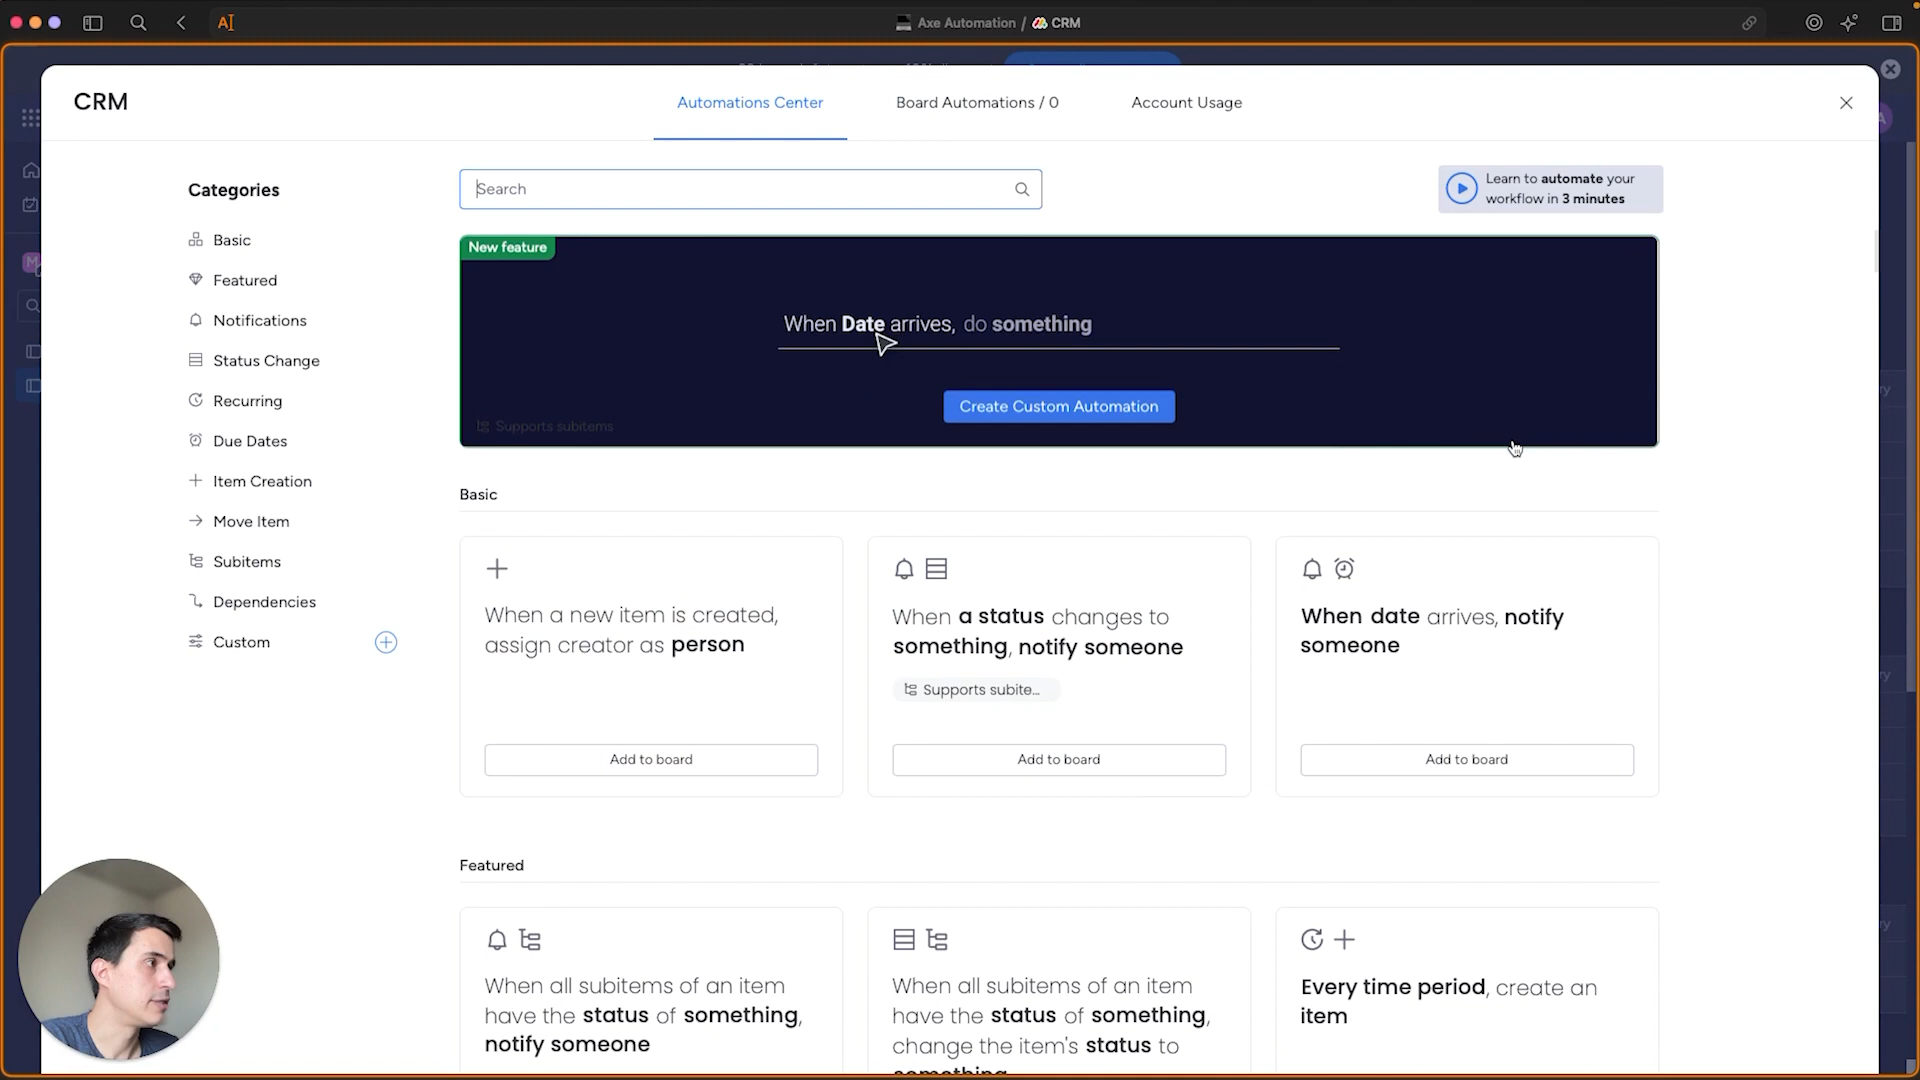 Axe Automation / CRM
CRM
Automations Center
Board Automations / 0
Account Usage
Categories
Basic
Featured
Notifications
Status Change
Recurring
Due Dates
Item Creation
Move Item
Subitems
Dependencies
Custom
Search
Learn to automate your
workflow in 3 minutes
New feature
When Date arrives, do something
Create Custom Automation
Supports subitems
Basic
When a new item is created,
assign creator as person
Add to board
When a status changes to
something, notify someone
Supports subite...
Add to board
When date arrives, notify
someone
Add to board
Featured
When all subitems of an item
have the status of something,
notify someone
When all subitems of an item
have the status of something,
change the item's status to
something
Every time period, create an
item